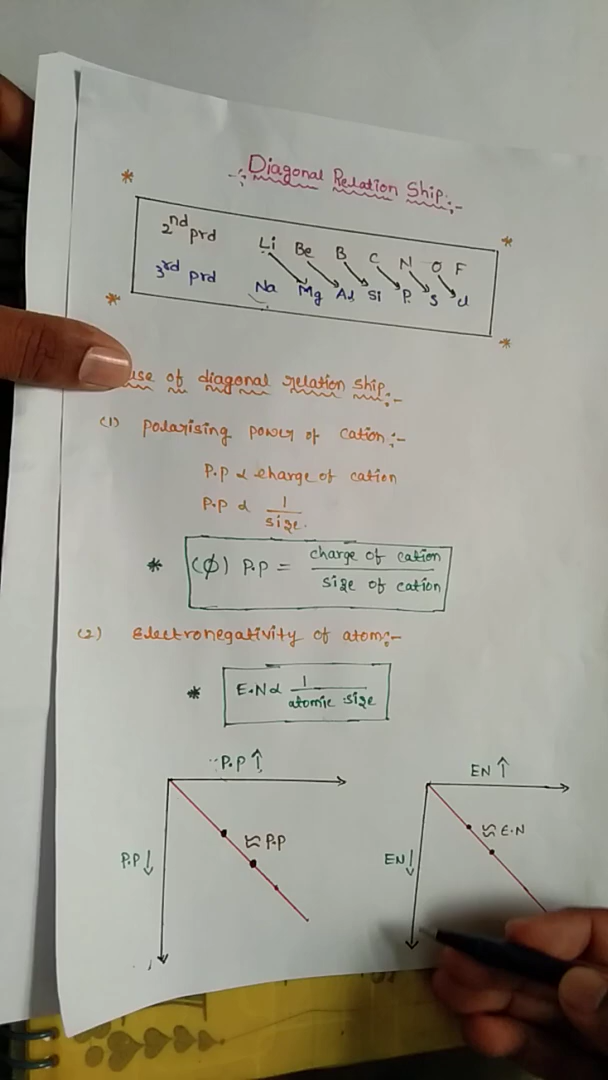 -:Diagonal Relation Ship:-
2nd prd Li Be B C N O F
3rd prd Na Mg Al Si P S Cl
use of diagonal relation ship:-
(1) polarising power of cation:-
P.P α charge of cation
P.P α 1/size.
* (φ) P.P = charge of cation/size of cation
(2) Electronegativity of atom:-
* E.N α 1/atomic size
P.P ↑
P.P ↓
≈ P.P
EN ↑
EN ↓
≈ E.N